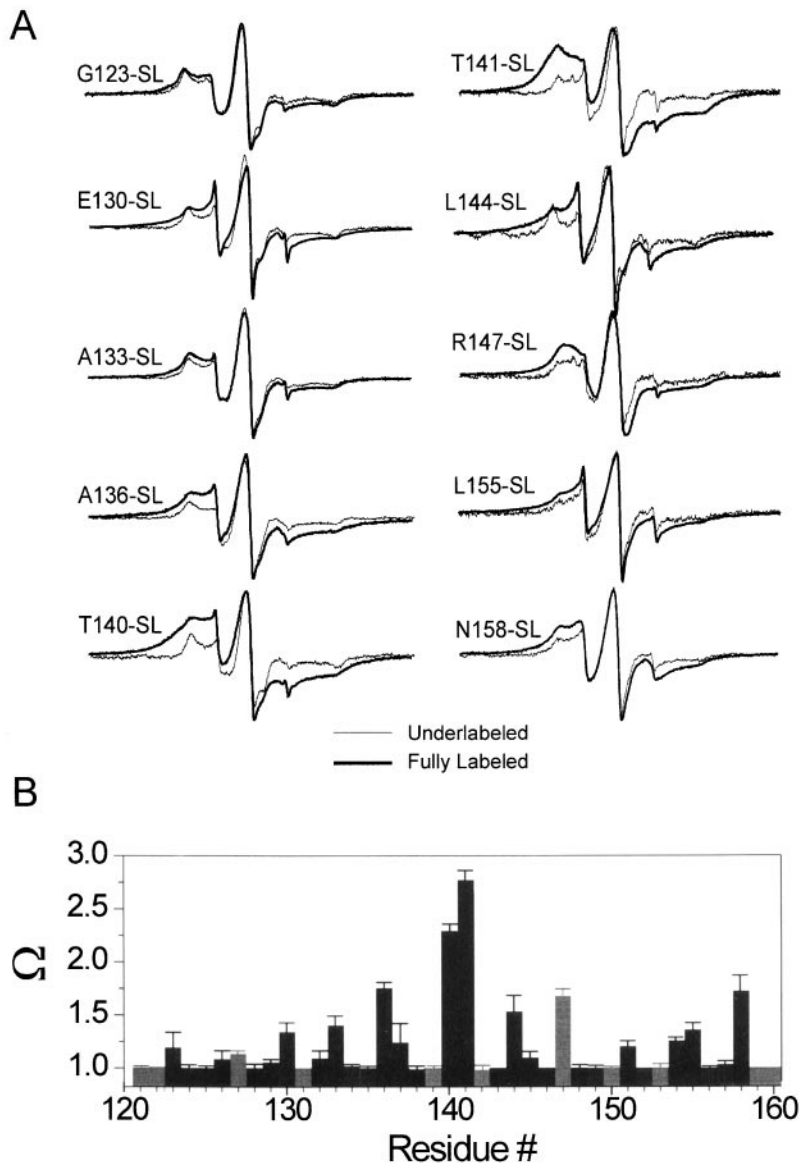 A
G123-SL
T141-SL
E130-SL
L144-SL
A133-SL
R147-SL
A136-SL
L155-SL
T140-SL
N158-SL
Underlabeled
Fully Labeled
B
3.0
2.5
2.0
1.5
1.0
Ω
120 130 140 150 160
Residue #